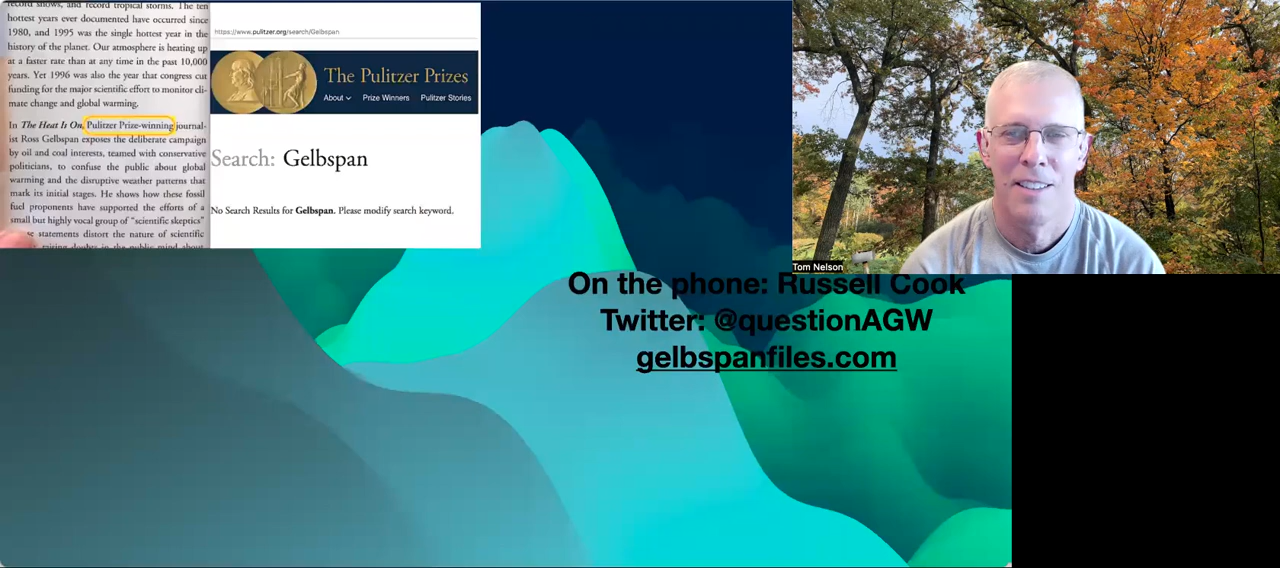 record shows, and record tropical storms. The ten
hottest years ever documented have occurred since
1980, and 1995 was the single hottest year in the
history of the planet. Our atmosphere is heating up
at a faster rate than at any time in the past 10,000
years. Yet 1996 was also the year that congress cut
funding for the major scientific effort to monitor cli-
mate change and global warming.
In The Heat Is On, Pulitzer Prize-winning journal-
ist Ross Gelbspan exposes the deliberate campaign
by oil and coal interests, teamed with conservative
politicians, to confuse the public about global
warming and the disruptive weather patterns that
mark its initial stages. He shows how these fossil
fuel proponents have supported the efforts of a
small but highly vocal group of "scientific skeptics"
statements distort the nature of scientific
raising doubts in the public mind about
https://www.pulitzer.org/search/Gelbspan
The Pulitzer Prizes
About Prize Winners Pulitzer Stories
Search: Gelbspan
No Search Results for Gelbspan. Please modify search keyword.
Tom Nelson
On the phone: Russell Cook
Twitter: @questionAGW
gelbspanfiles.com